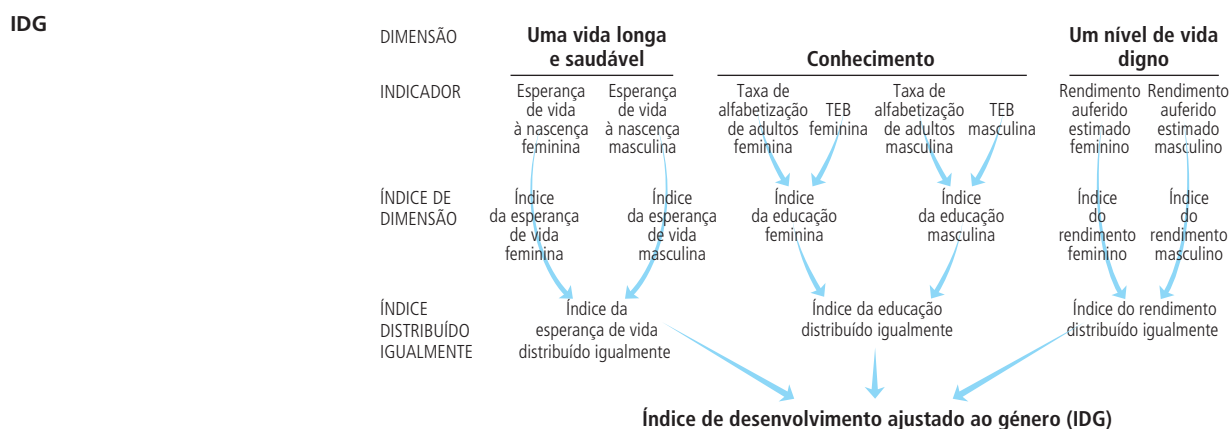 IDG
DIMENSÃO
Uma vida longa
e saudável
Conhecimento
Um nível de vida
digno
INDICADOR
Esperança
de vida
à nascença
feminina
Esperança
de vida
à nascença
masculina
Taxa de
alfabetização
de adultos
feminina
TEB
feminina
Taxa de
alfabetização
de adultos
masculina
TEB
masculina
Rendimento
auferido
estimado
feminino
Rendimento
auferido
estimado
masculino
ÍNDICE DE
DIMENSÃO
Índice
da esperança
de vida
feminina
Índice
da esperança
de vida
masculina
Índice
da educação
feminina
Índice
da educação
masculina
Índice
do
rendimento
feminino
Índice
do
rendimento
masculino
ÍNDICE
DISTRIBUÍDO
IGUALMENTE
Índice da
esperança de vida
distribuído igualmente
Índice da educação
distribuído igualmente
Índice do rendimento
distribuído igualmente
Índice de desenvolvimento ajustado ao género (IDG)